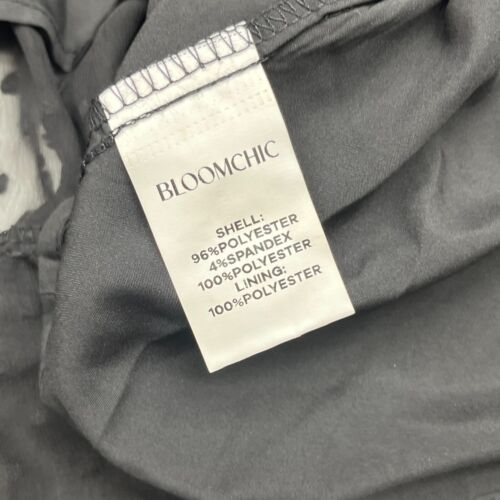 BLOOMCHIC
SHELL:
96%POLYESTER
4%SPANDEX
100%POLYESTER
LINING:
100%POLYESTER